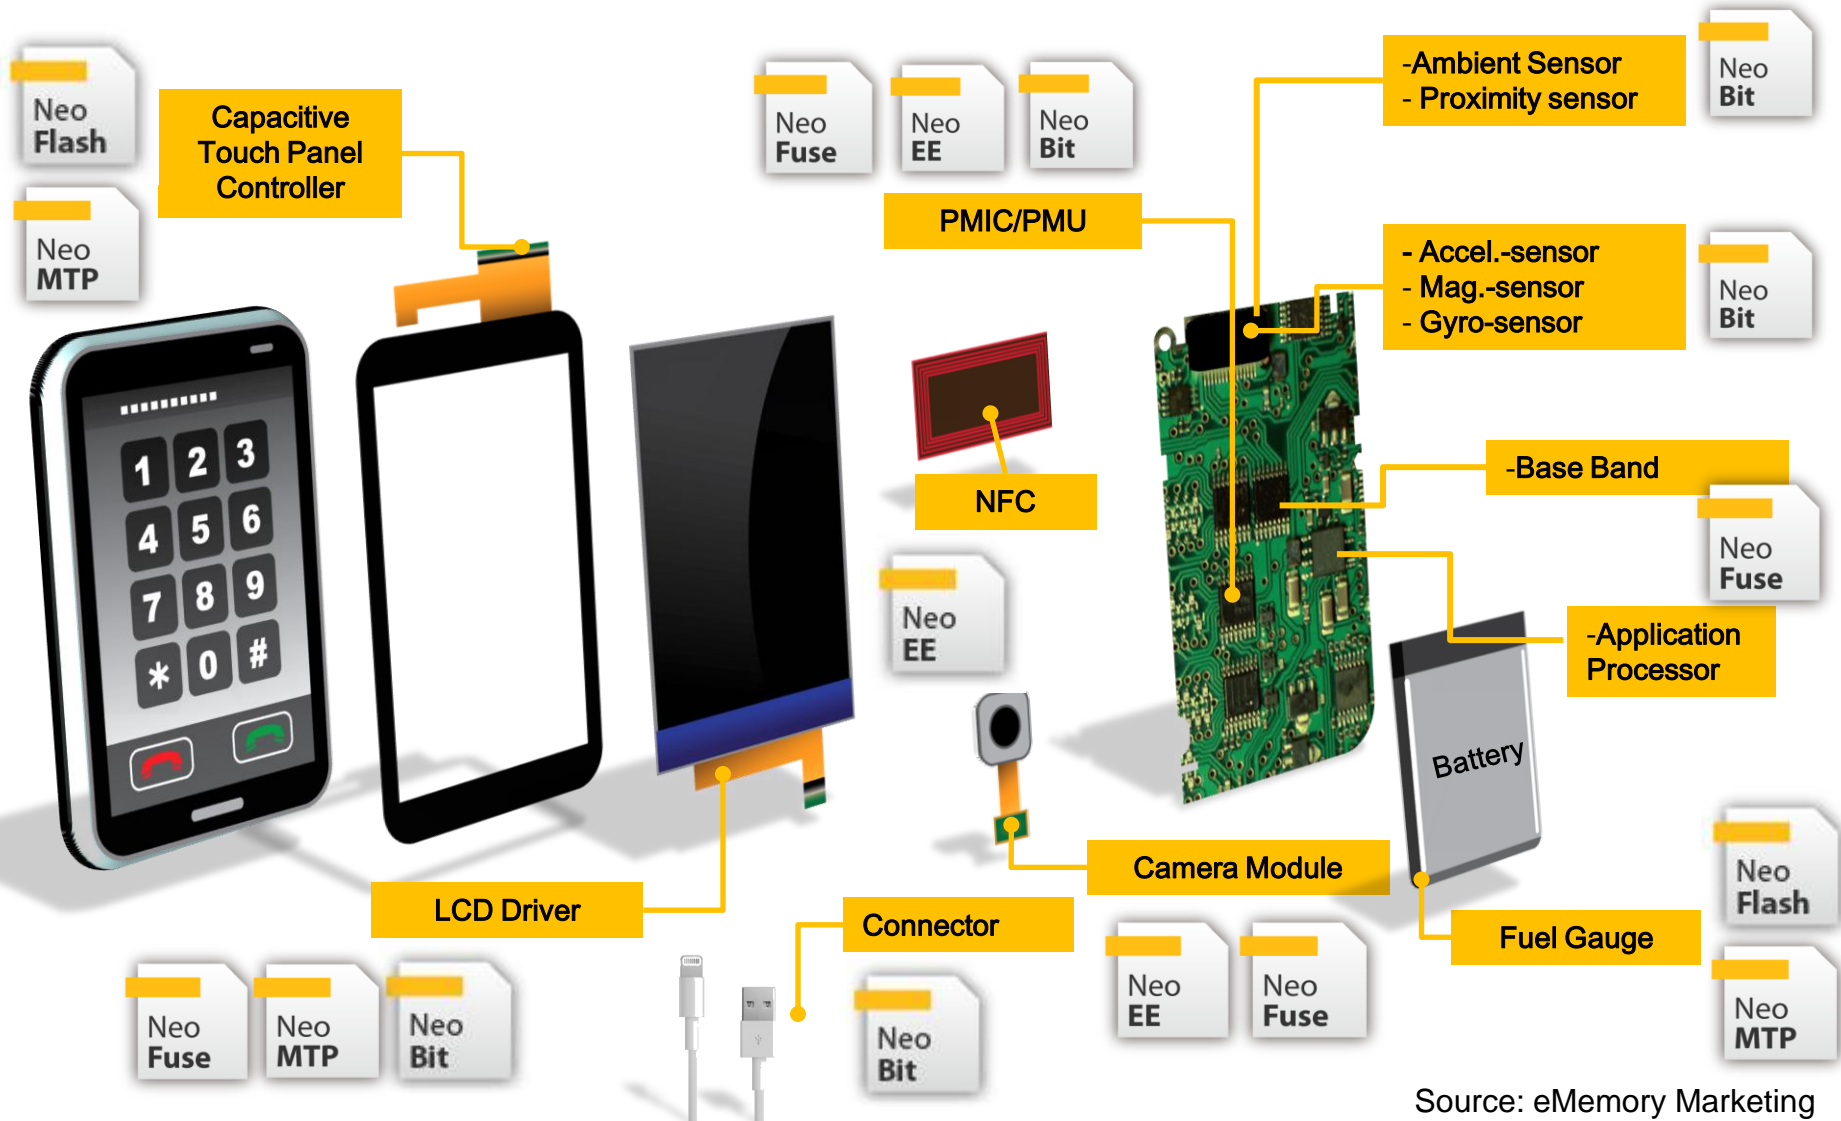 Neo
Flash
Neo
MTP
Capacitive
Touch Panel
Controller
Neo
Fuse
Neo
EE
Neo
Bit
PMIC/PMU
-Ambient Sensor
- Proximity sensor
Neo
Bit
- Accel.-sensor
- Mag.-sensor
- Gyro-sensor
Neo
Bit
1 2 3
4 5 6
7 8 9
* 0 #
NFC
Neo
EE
-Base Band
Neo
Fuse
-Application
Processor
Battery
Camera Module
Neo
EE
Neo
Fuse
LCD Driver
Neo
Fuse
Neo
MTP
Neo
Bit
Connector
Neo
Bit
Fuel Gauge
Neo
Flash
Neo
MTP
Source: eMemory Marketing